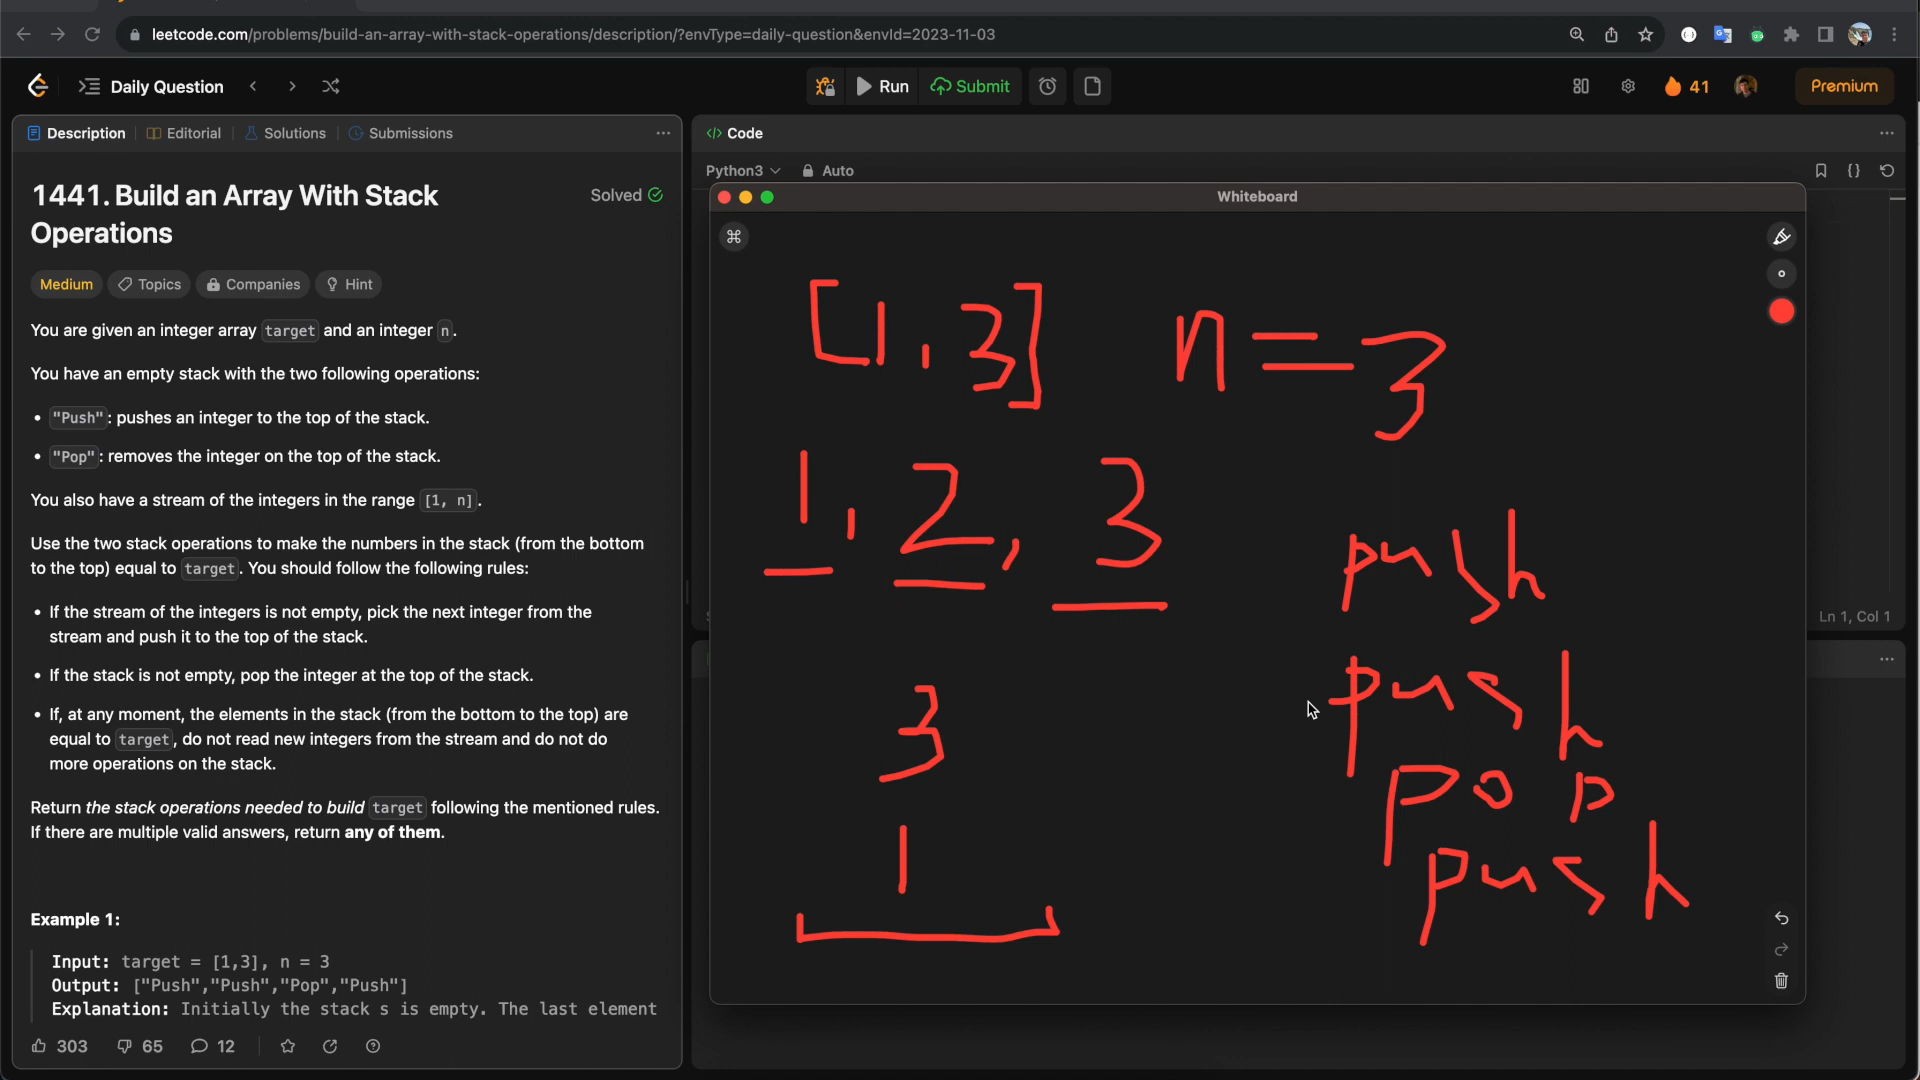 leetcode.com/problems/build-an-array-with-stack-operations/description/?envType=daily-question&envId=2023-11-03
Daily Question
Run
Submit
41
Premium
Description
Editorial
Solutions
Submissions
1441. Build an Array With Stack
Operations
Solved
Medium
Topics
Companies
Hint
You are given an integer array target and an integer n.
You have an empty stack with the two following operations:
• "Push": pushes an integer to the top of the stack.
• "Pop": removes the integer on the top of the stack.
You also have a stream of the integers in the range [1, n].
Use the two stack operations to make the numbers in the stack (from the bottom
to the top) equal to target. You should follow the following rules:
• If the stream of the integers is not empty, pick the next integer from the
stream and push it to the top of the stack.
• If the stack is not empty, pop the integer at the top of the stack.
• If, at any moment, the elements in the stack (from the bottom to the top) are
equal to target, do not read new integers from the stream and do not do
more operations on the stack.
Return the stack operations needed to build target following the mentioned rules.
If there are multiple valid answers, return any of them.
Example 1:
Input: target = [1,3], n = 3
Output: ["Push","Push","Pop","Push"]
Explanation: Initially the stack s is empty. The last element
303
65
12
</> Code
Python3
Auto
{}
Whiteboard
⌘
[1,3] n=3
1, 2, 3
push
push
pop
push
3
1
Ln 1, Col 1